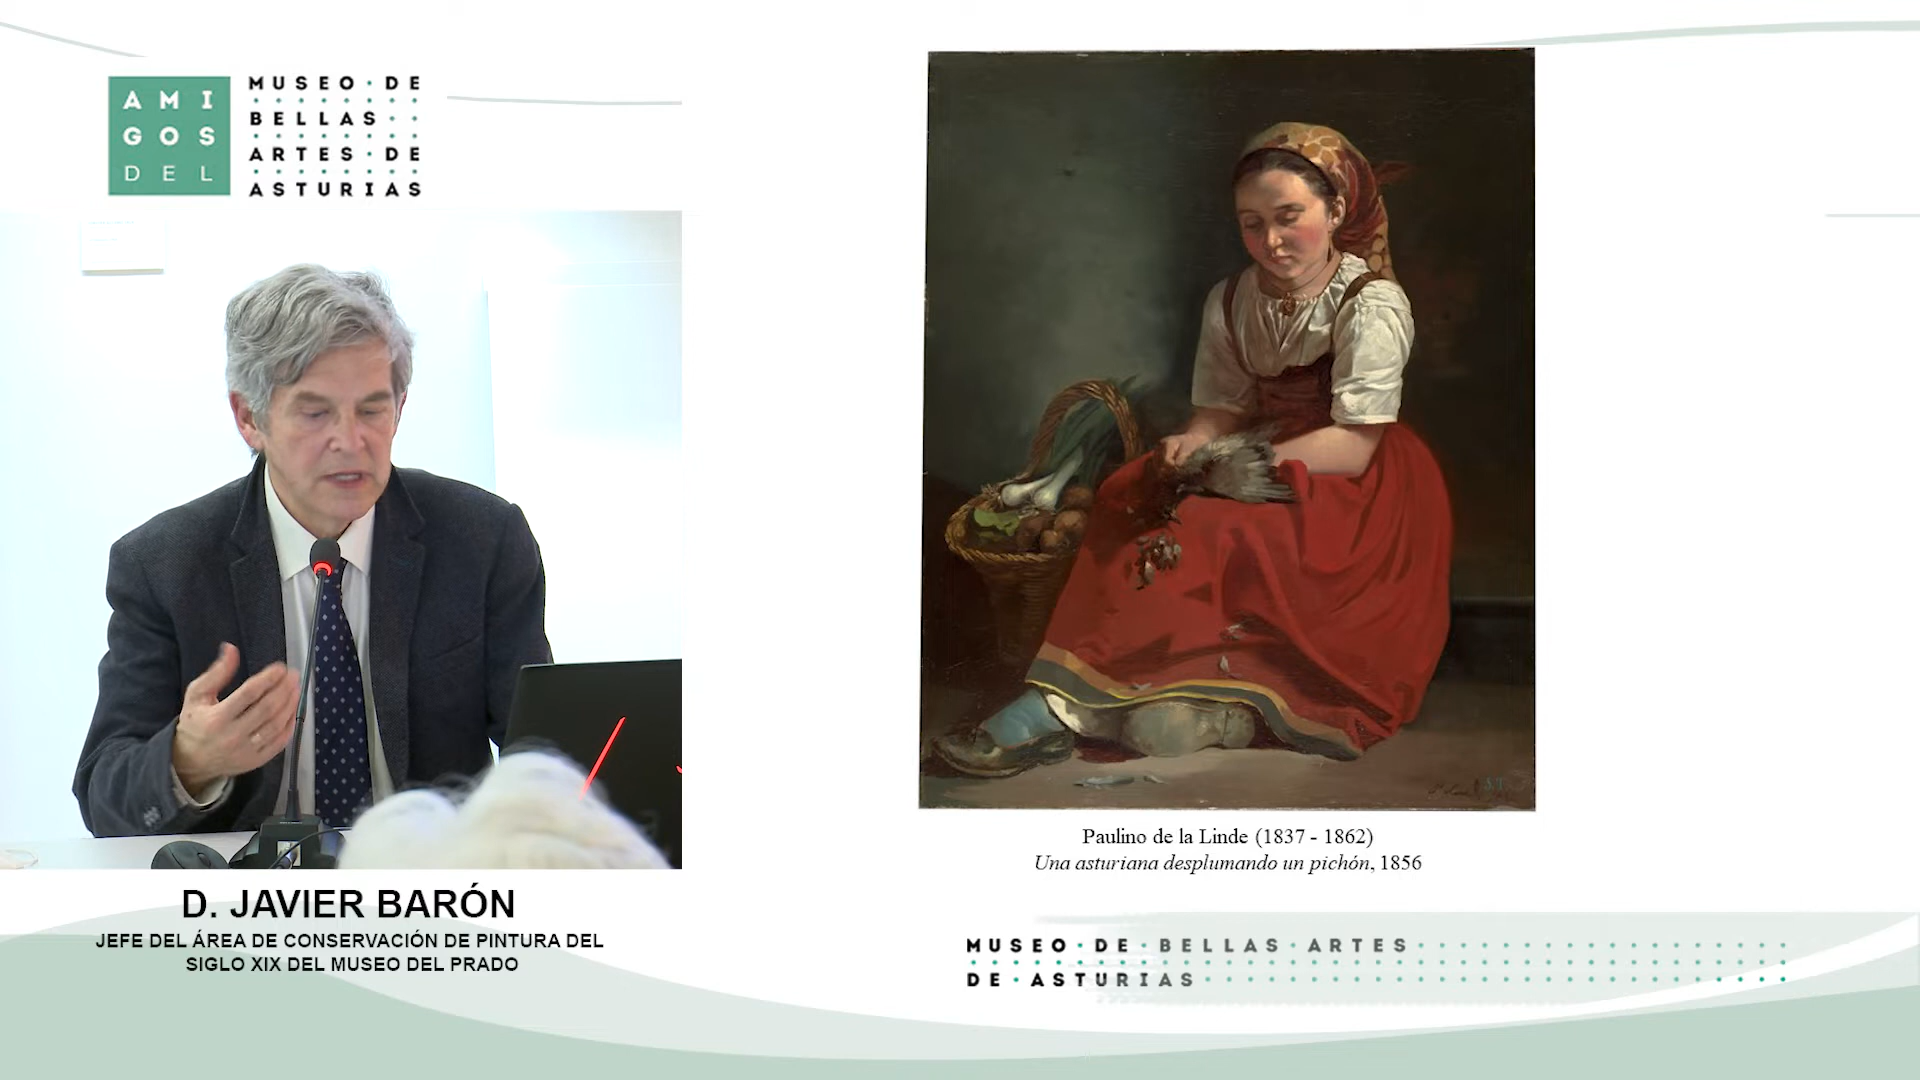 AMI
GOS
DEL
MUSEO · DE
BELLAS
ARTES · DE
ASTURIAS
Paulino de la Linde (1837 - 1862)
Una asturiana desplumando un pichón, 1856
D. JAVIER BARÓN
JEFE DEL ÁREA DE CONSERVACIÓN DE PINTURA DEL
SIGLO XIX DEL MUSEO DEL PRADO
MUSEO · DE · BELLAS · ARTES
DE · ASTURIAS